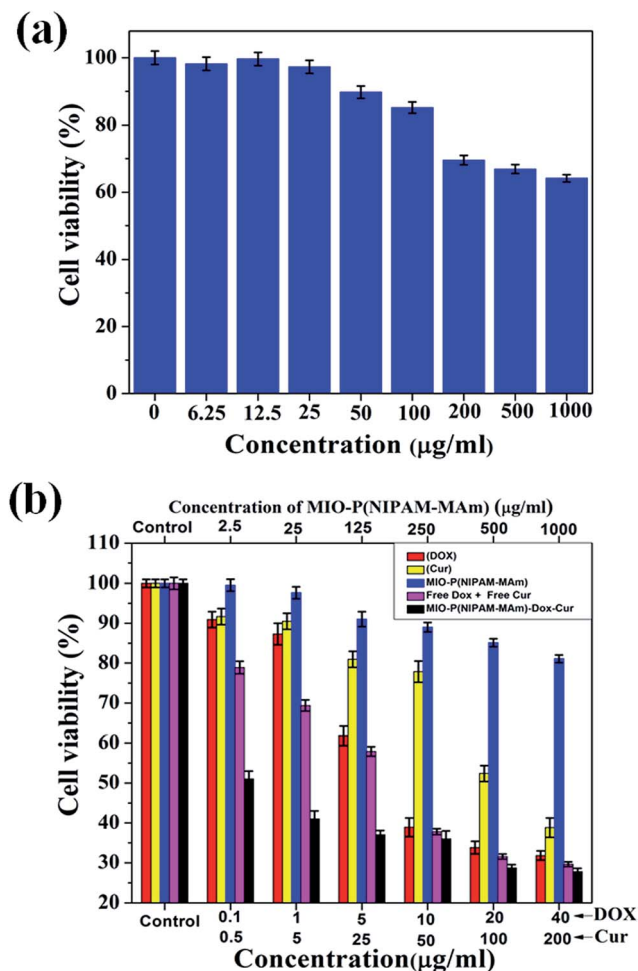 (a)
Cell viability (%)
100
80
60
40
20
0
0 6.25 12.5 25 50 100 200 500 1000
Concentration (μg/ml)
(b)
Concentration of MIO-P(NIPAM-MAm) (μg/ml)
Control 2.5 25 125 250 500 1000
Cell viability (%)
110
100
90
80
70
60
50
40
30
20
(DOX)
(Cur)
MIO-P(NIPAM-MAm)
Free Dox + Free Cur
MIO-P(NIPAM-MAm)-Dox-Cur
Control 0.1 1 5 10 20 40 DOX
0.5 5 25 50 100 200 Cur
Concentration(μg/ml)